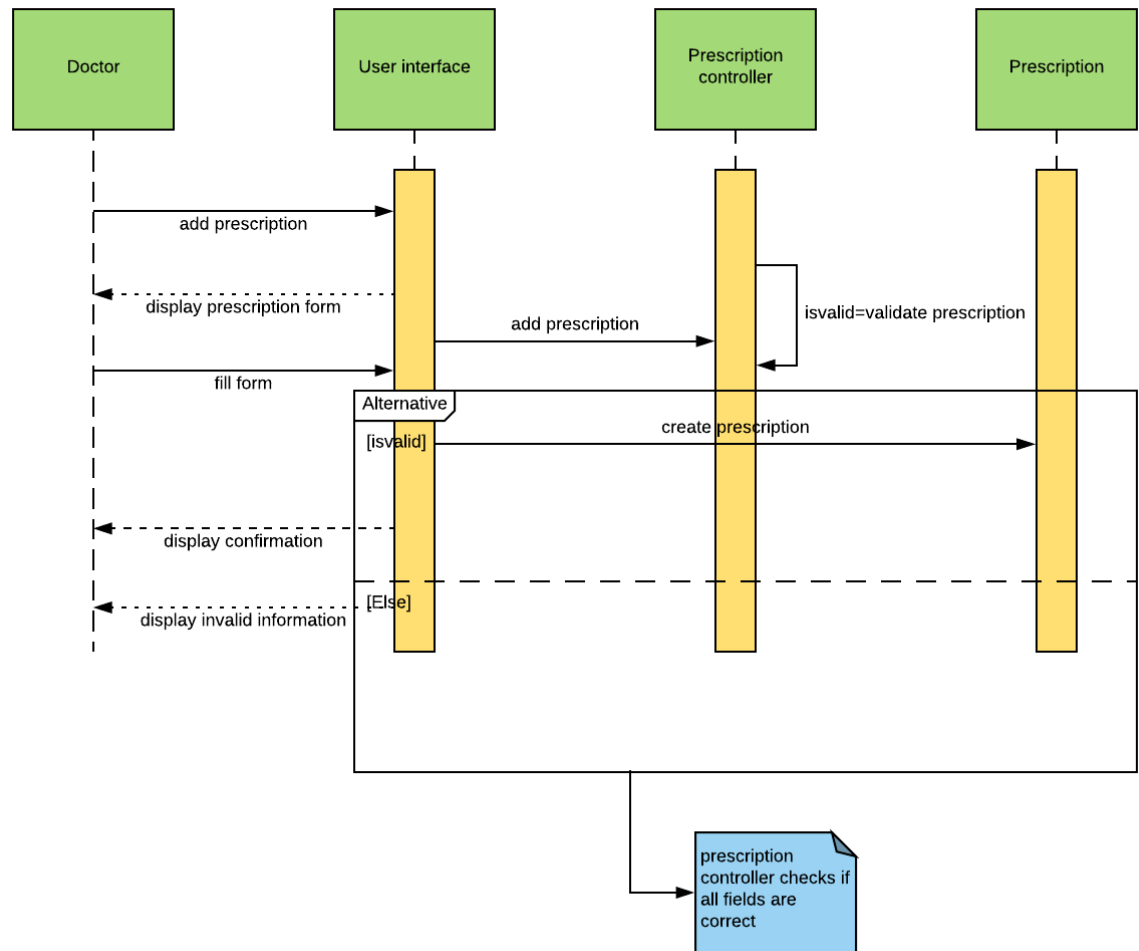 Doctor
User interface
Prescription
controller
Prescription
add prescription
display prescription form
isvalid=validate prescription
add prescription
fill form
Alternative
[isvalid]
create prescription
display confirmation
[Else]
display invalid information
prescription
controller checks if
all fields are
correct